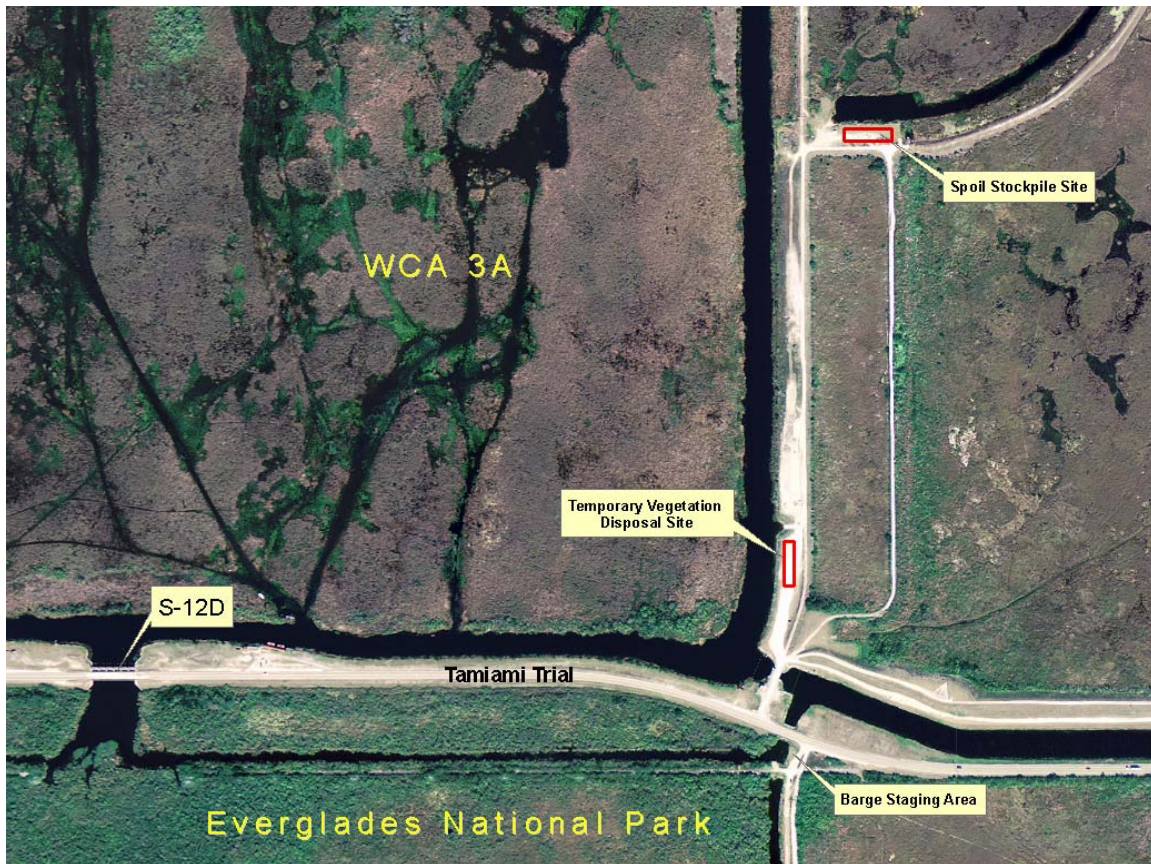 Spoil Stockpile Site
WCA 3A
Temporary Vegetation
Disposal Site
S-12D
Tamiami Trial
Barge Staging Area
Everglades National Park